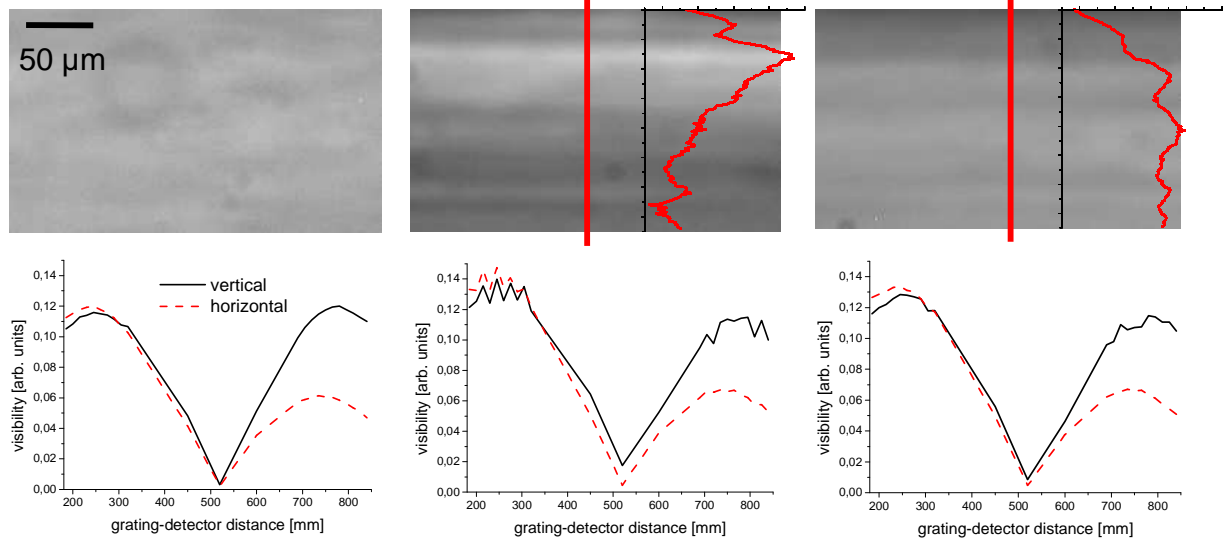 50 µm
0,14
0,12
0,10
0,08
0,06
0,04
0,02
0,00
visibility [arb. units]
vertical
horizontal
200 300 400 500 600 700 800
grating-detector distance [mm]
0,14
0,12
0,10
0,08
0,06
0,04
0,02
0,00
visibility [arb. units]
200 300 400 500 600 700 800
grating-detector distance [mm]
0,14
0,12
0,10
0,08
0,06
0,04
0,02
0,00
visibility [arb. units]
200 300 400 500 600 700 800
grating-detector distance [mm]